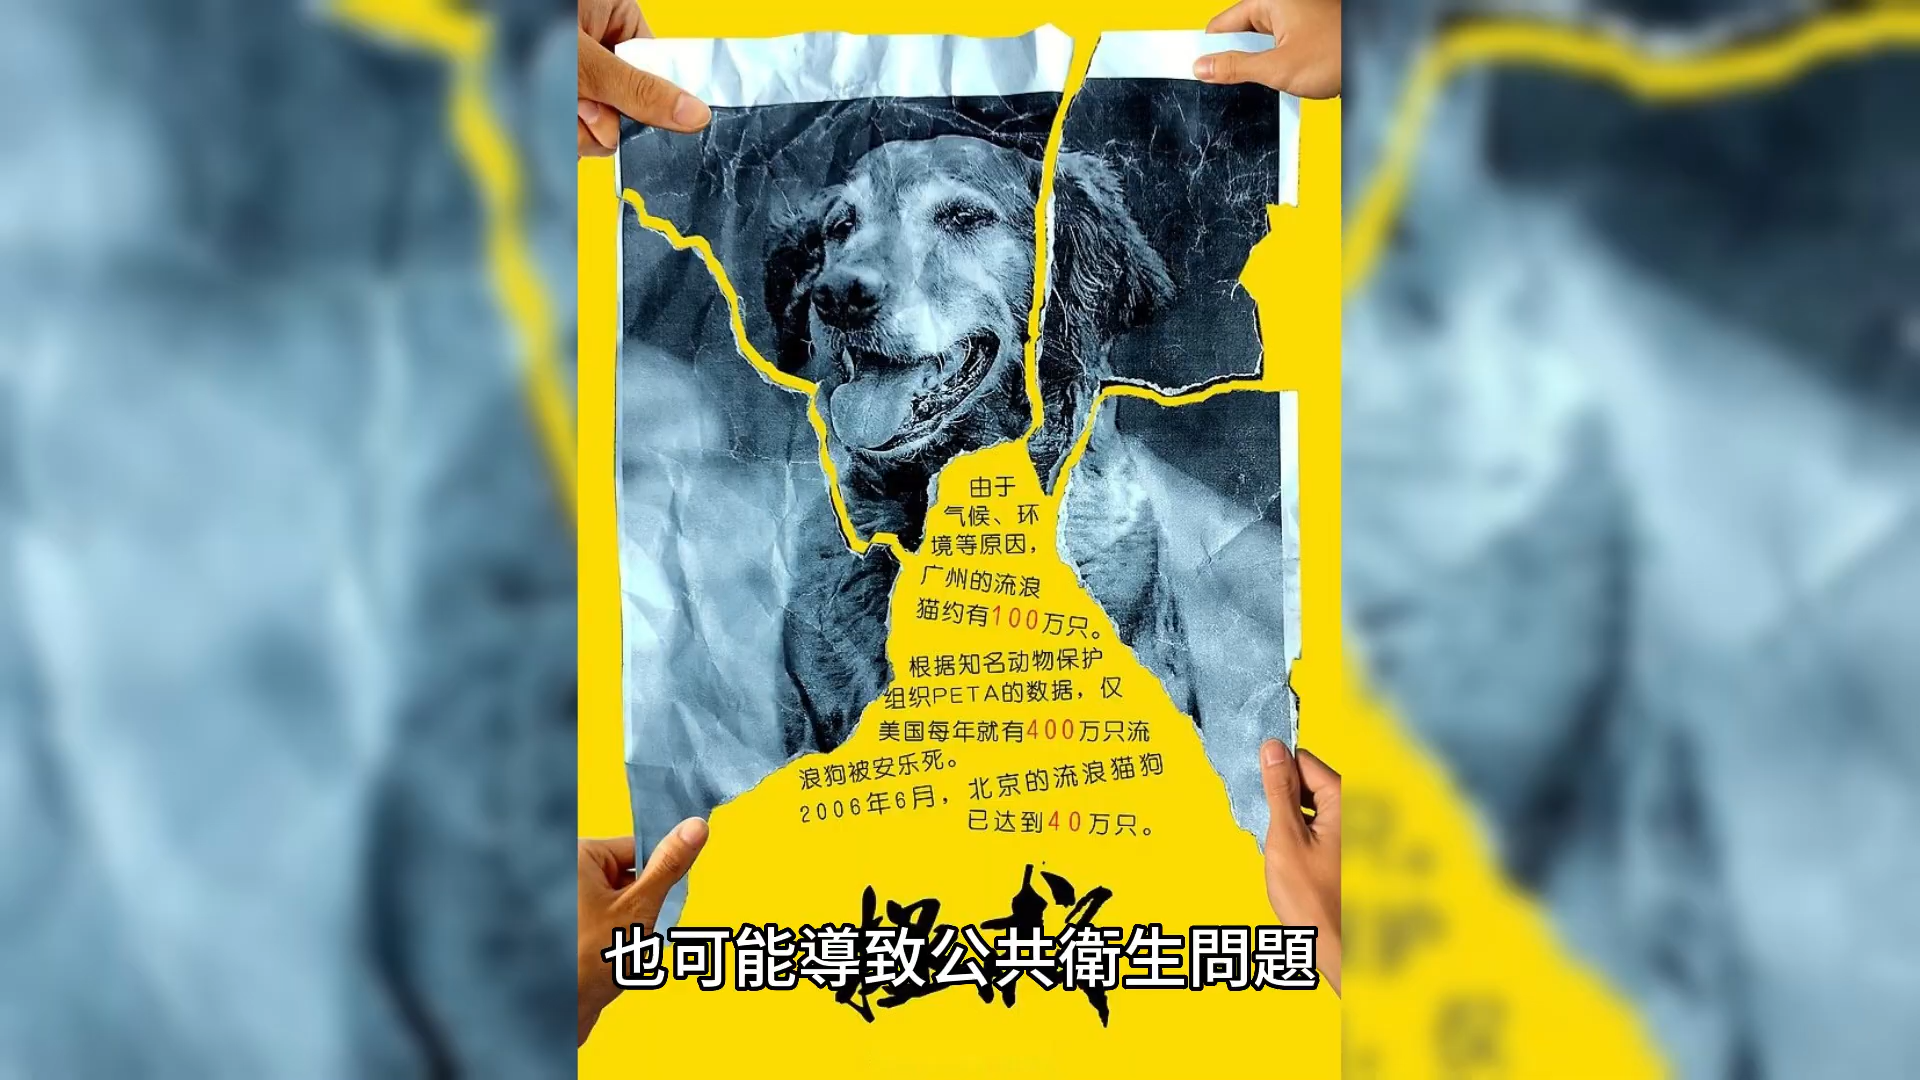 由于
气候、环
境等原因，
广州的流浪
猫约有100万只。
根据知名动物保护
组织PETA的数据，仅
美国每年就有400万只流
浪狗被安乐死。
2006年6月，北京的流浪猫狗
已达到40万只。
也可能導致公共衛生問題